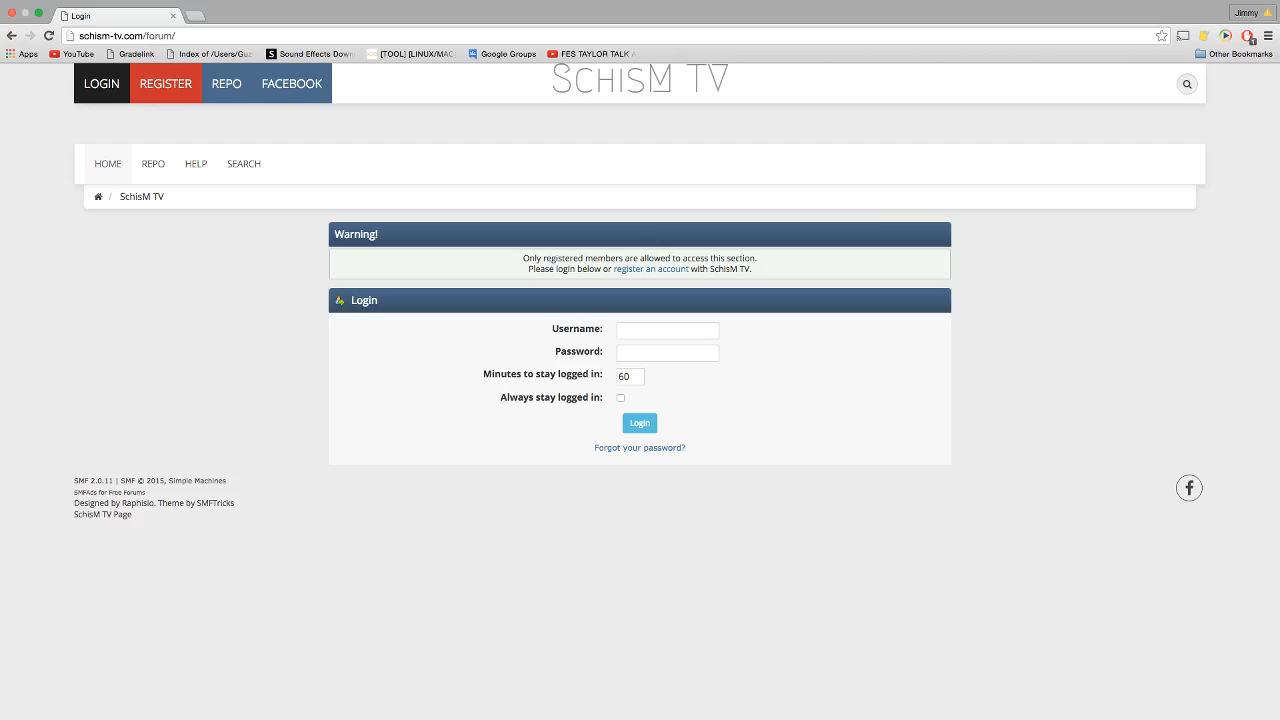 Login
Jimmy
schism-tv.com/forum/
Apps YouTube Gradelink Index of /Users/Guz Sound Effects Down [TOOL] [LINUX/MAC Google Groups FES TAYLOR TALK Other Bookmarks
LOGIN REGISTER REPO FACEBOOK SCHISM TV
HOME REPO HELP SEARCH
/ SchisM TV
Warning!
Only registered members are allowed to access this section.
Please login below or register an account with SchisM TV.
Login
Username:
Password:
Minutes to stay logged in: 60
Always stay logged in:
Login
Forgot your password?
SMF 2.0.11 | SMF © 2015, Simple Machines
SMFAds for Free Forums
Designed by Raphisio. Theme by SMFTricks
SchisM TV Page